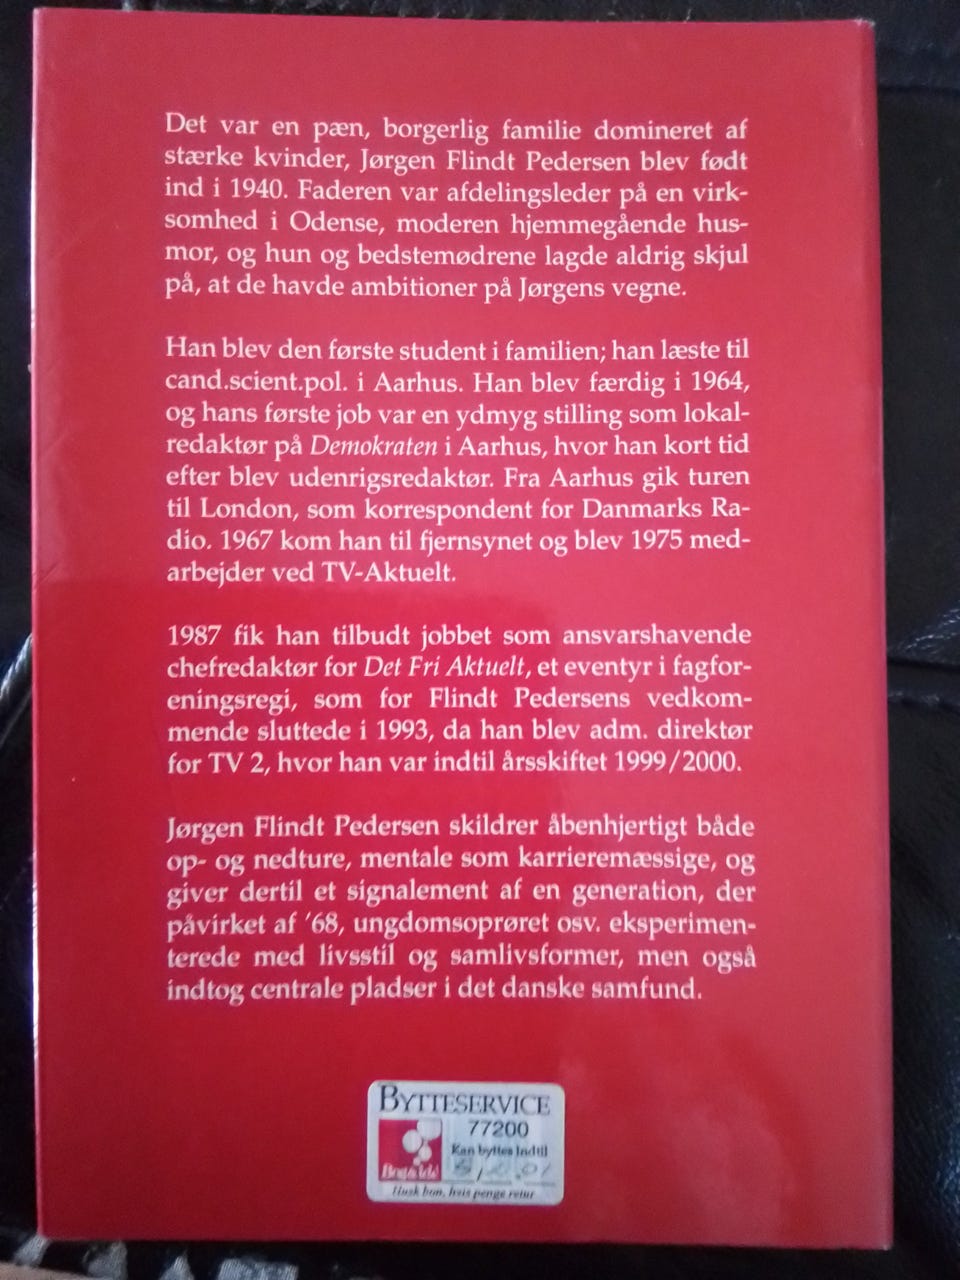 Det var en pæn, borgerlig familie domineret af
stærke kvinder, Jørgen Flindt Pedersen blev født
ind i 1940. Faderen var afdelingsleder på en virk-
somhed i Odense, moderen hjemmegående hus-
mor, og hun og bedstemødrene lagde aldrig skjul
på, at de havde ambitioner på Jørgens vegne.
Han blev den første student i familien; han læste til
cand.scient.pol. i Aarhus. Han blev færdig i 1964,
og hans første job var en ydmyg stilling som lokal-
redaktør på Demokraten i Aarhus, hvor han kort tid
efter blev udenrigsredaktør. Fra Aarhus gik turen
til London, som korrespondent for Danmarks Ra-
dio. 1967 kom han til fjernsynet og blev 1975 med-
arbejder ved TV-Aktuelt.
1987 fik han tilbudt jobbet som ansvarshavende
chefredaktør for Det Fri Aktuelt, et eventyr i fagfor-
eningsregi, som for Flindt Pedersens vedkom-
mende sluttede i 1993, da han blev adm. direktør
for TV 2, hvor han var indtil årsskiftet 1999/2000.
Jørgen Flindt Pedersen skildrer åbenhjertigt både
op- og nedture, mentale som karrieremæssige, og
giver dertil et signalement af en generation, der
påvirket af '68, ungdomsoprøret osv. eksperimen-
terede med livsstil og samlivsformer, men også
indtog centrale pladser i det danske samfund.
BYTTESERVICE
77200
Kan byttes indtil
Bog & idé
Husk bon, hvis penge retur